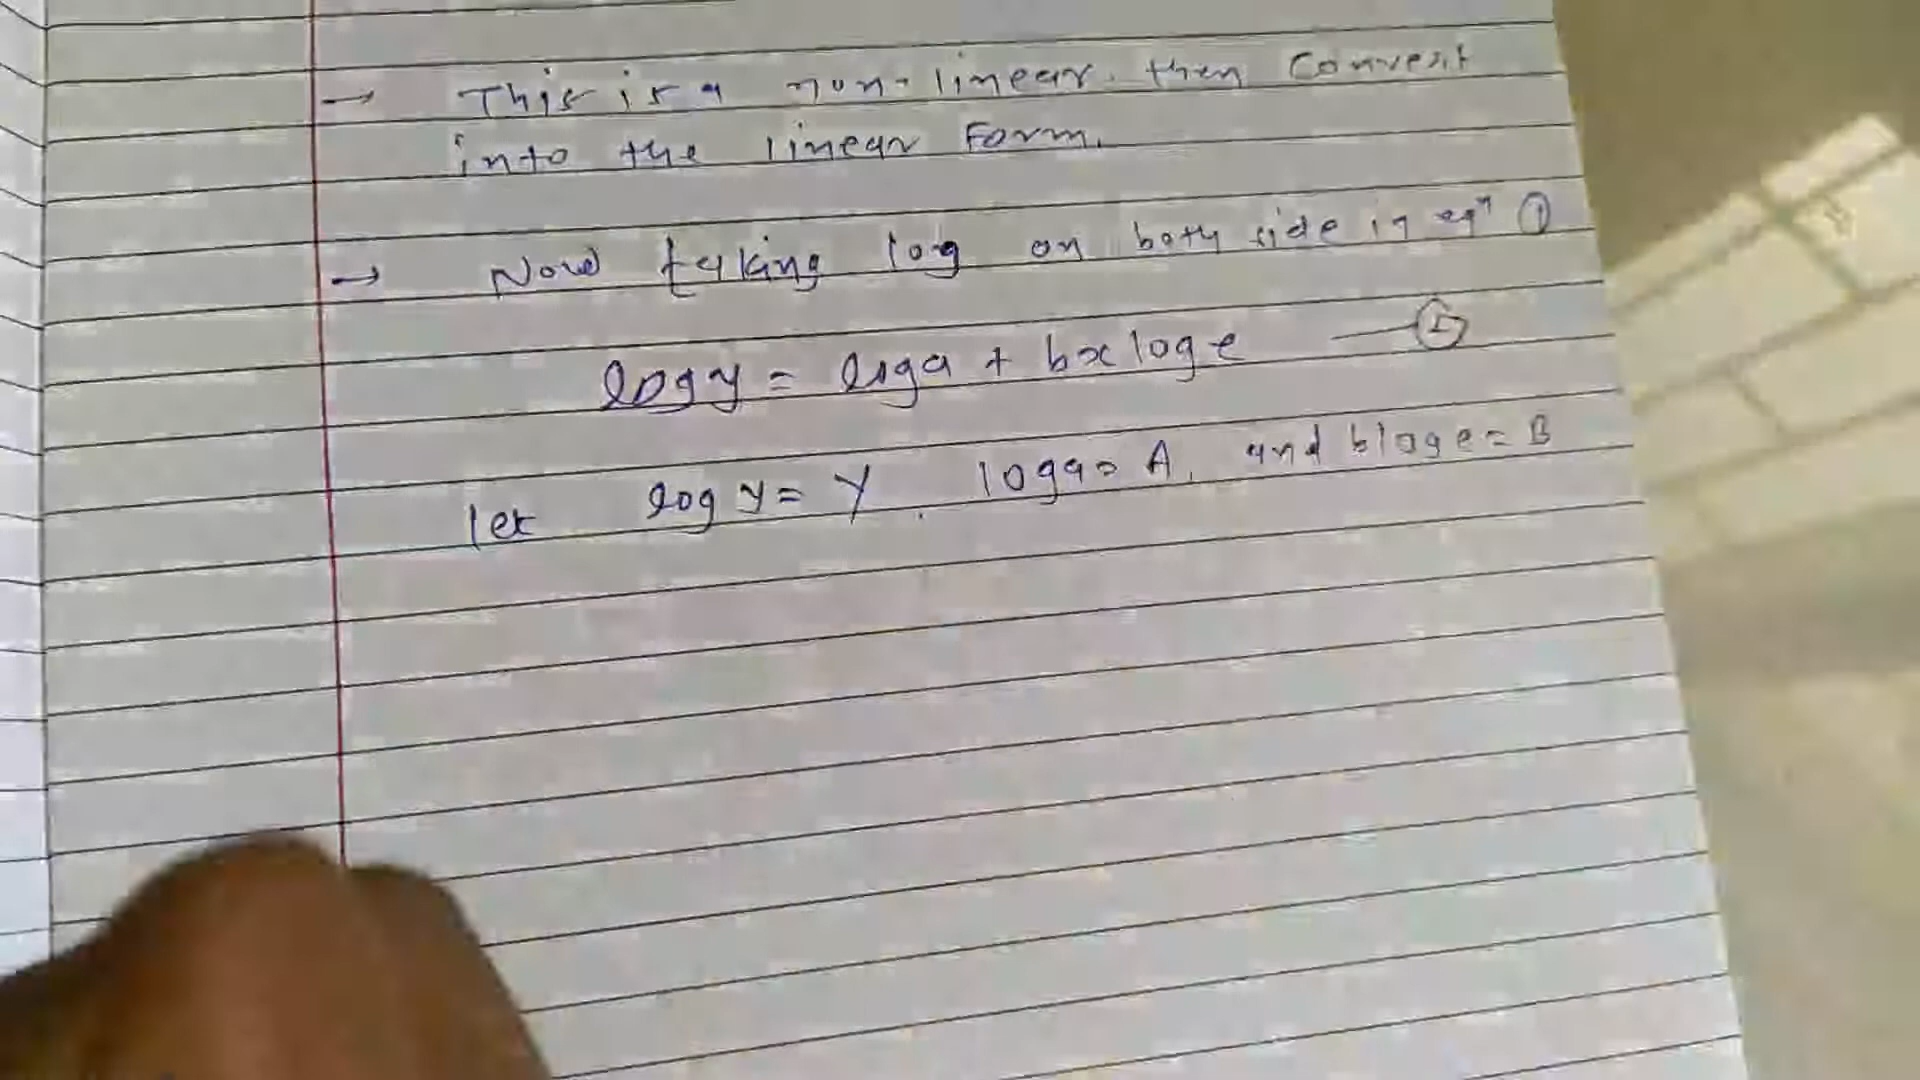 → This is a non-linear. then convert
into the linear Form.
→ Now taking log on both side in eqn ①
log y = log a + bx log e —②
let log y = Y, log a = A, and b log e = B